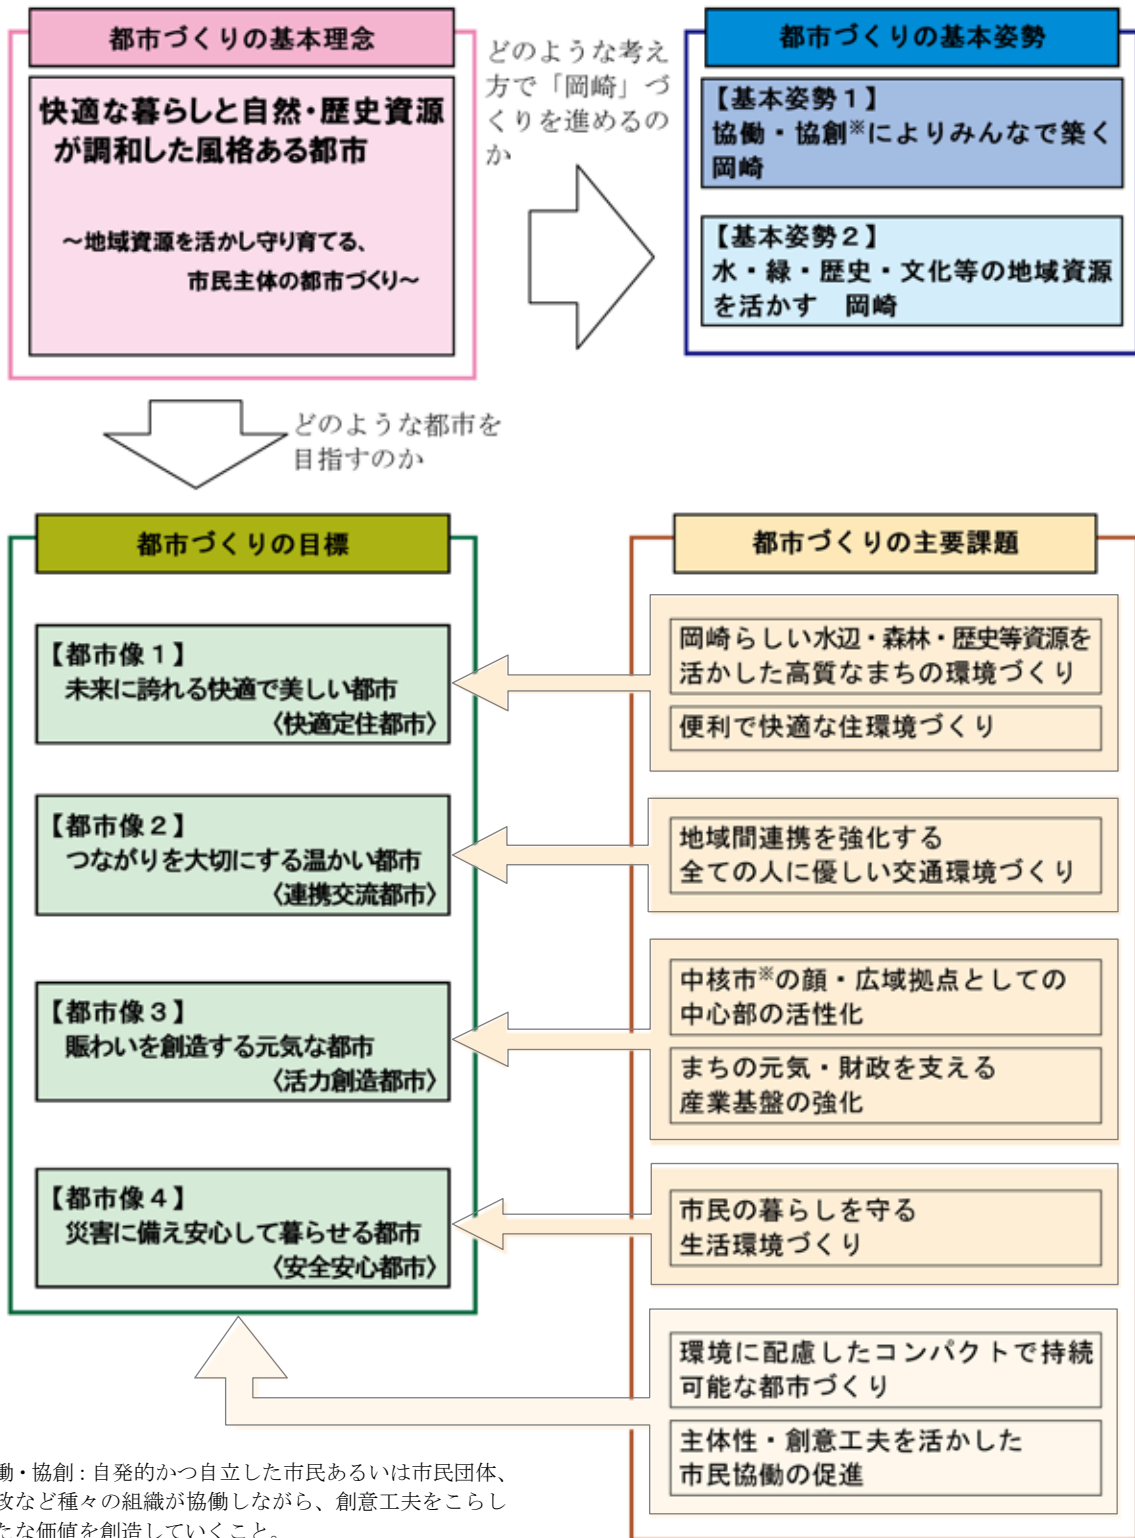 都市づくりの基本理念
快適な暮らしと自然・歴史資源
が調和した風格ある都市
～地域資源を活かし守り育てる、
市民主体の都市づくり～
どのような考え
方で「岡崎」づ
くりを進めるの
か
都市づくりの基本姿勢
【基本姿勢１】
協働・協創※によりみんなで築く
岡崎
【基本姿勢２】
水・緑・歴史・文化等の地域資源
を活かす　岡崎
どのような都市を
目指すのか
都市づくりの目標
【都市像１】
未来に誇れる快適で美しい都市
〈快適定住都市〉
【都市像２】
つながりを大切にする温かい都市
〈連携交流都市〉
【都市像３】
賑わいを創造する元気な都市
〈活力創造都市〉
【都市像４】
災害に備え安心して暮らせる都市
〈安全安心都市〉
都市づくりの主要課題
岡崎らしい水辺・森林・歴史等資源を
活かした高質なまちの環境づくり
便利で快適な住環境づくり
地域間連携を強化する
全ての人に優しい交通環境づくり
中核市※の顔・広域拠点としての
中心部の活性化
まちの元気・財政を支える
産業基盤の強化
市民の暮らしを守る
生活環境づくり
環境に配慮したコンパクトで持続
可能な都市づくり
主体性・創意工夫を活かした
市民協働の促進
働・協創：自発的かつ自立した市民あるいは市民団体、
政など種々の組織が協働しながら、創意工夫をこらし
たな価値を創造していくこと。